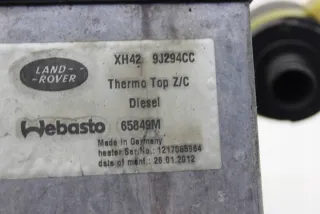 LAND-
ROVER
XH42 9J294CC
Thermo Top Z/C
Diesel
Webasto 65849M
Made in Germany
heater Ser.No.: 1217565564
date of manf.: 26.01.2012